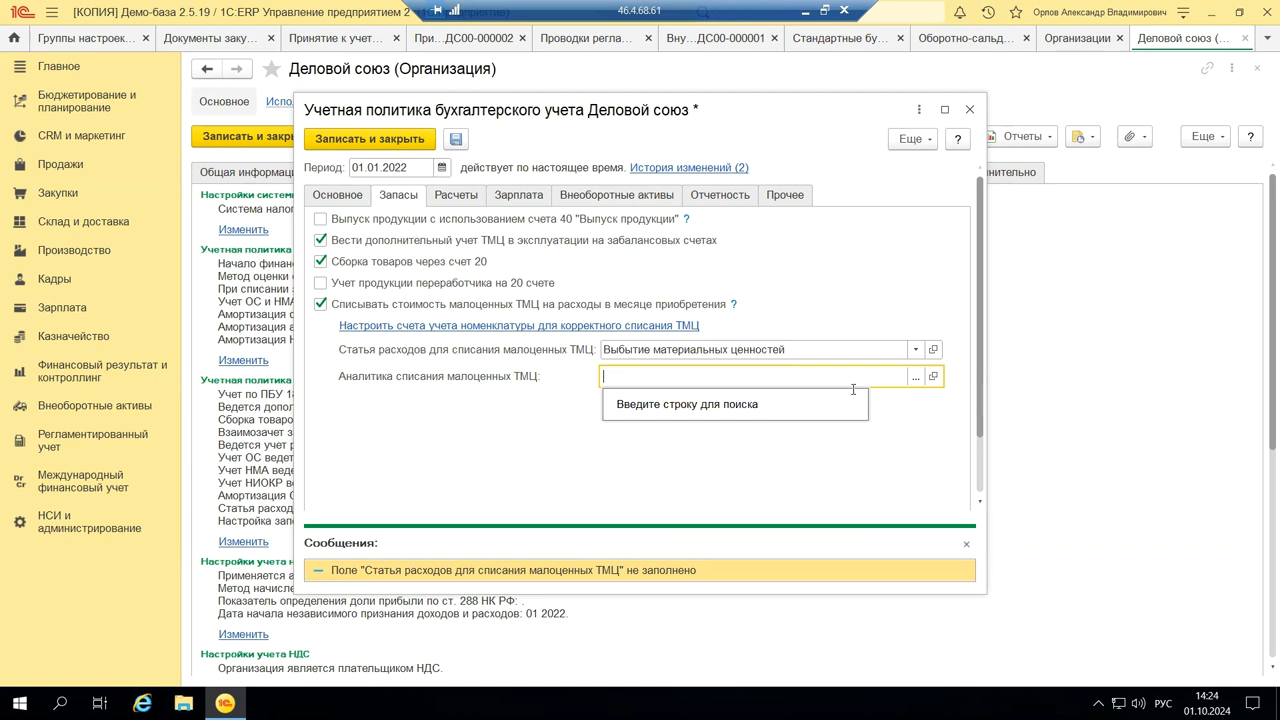 [КОПИЯ] Демо-база 2.5.19 / 1С:ERP Управление предприятием 2
46.4.68.61
Орлов Александр Владимирович
Группы настроек... ×
Документы заку... ×
Принятие к учет... ×
При...ДС00-000002 ×
Проводки регла... ×
Вну...ДС00-000001 ×
Стандартные бу... ×
Оборотно-сальд... ×
Организации ×
Деловой союз (... ×
Главное
Бюджетирование и
планирование
CRM и маркетинг
Продажи
Закупки
Склад и доставка
Производство
Кадры
Зарплата
Казначейство
Финансовый результат и
контроллинг
Внеоборотные активы
Регламентированный
учет
Международный
финансовый учет
НСИ и
администрирование
Деловой союз (Организация)
Основное
Испо
Записать и закры
Отчеты
Еще
?
Общая информаци
лнительно
Настройки систем
Система налог
Изменить
Учетная политика
Начало финан
Метод оценки с
При списании з
Учет ОС и НМА
Амортизация о
Амортизация а
Амортизация Н
Изменить
Учетная политика
Учет по ПБУ 18
Ведется допол
Сборка товаров
Взаимозачет з
Ведется учет р
Учет ОС ведет
Учет НМА веде
Учет НИОКР ве
Амортизация О
Статья расход
Настройка запо
Изменить
Настройки учета н
Применяется а
Метод начисле
Показатель определения доли прибыли по ст. 288 НК РФ: .
Дата начала независимого признания доходов и расходов: 01 2022.
Изменить
Настройки учета НДС
Организация является плательщиком НДС.
Учетная политика бухгалтерского учета Деловой союз *
Записать и закрыть
Еще
?
Период: 01.01.2022 действует по настоящее время. История изменений (2)
Основное Запасы Расчеты Зарплата Внеоборотные активы Отчетность Прочее
Выпуск продукции с использованием счета 40 "Выпуск продукции" ?
Вести дополнительный учет ТМЦ в эксплуатации на забалансовых счетах
Сборка товаров через счет 20
Учет продукции переработчика на 20 счете
Списывать стоимость малоценных ТМЦ на расходы в месяце приобретения ?
Настроить счета учета номенклатуры для корректного списания ТМЦ
Статья расходов для списания малоценных ТМЦ: Выбытие материальных ценностей
Аналитика списания малоценных ТМЦ: ...
Введите строку для поиска
Сообщения:
Поле "Статья расходов для списания малоценных ТМЦ" не заполнено
РУС
14:24
01.10.2024